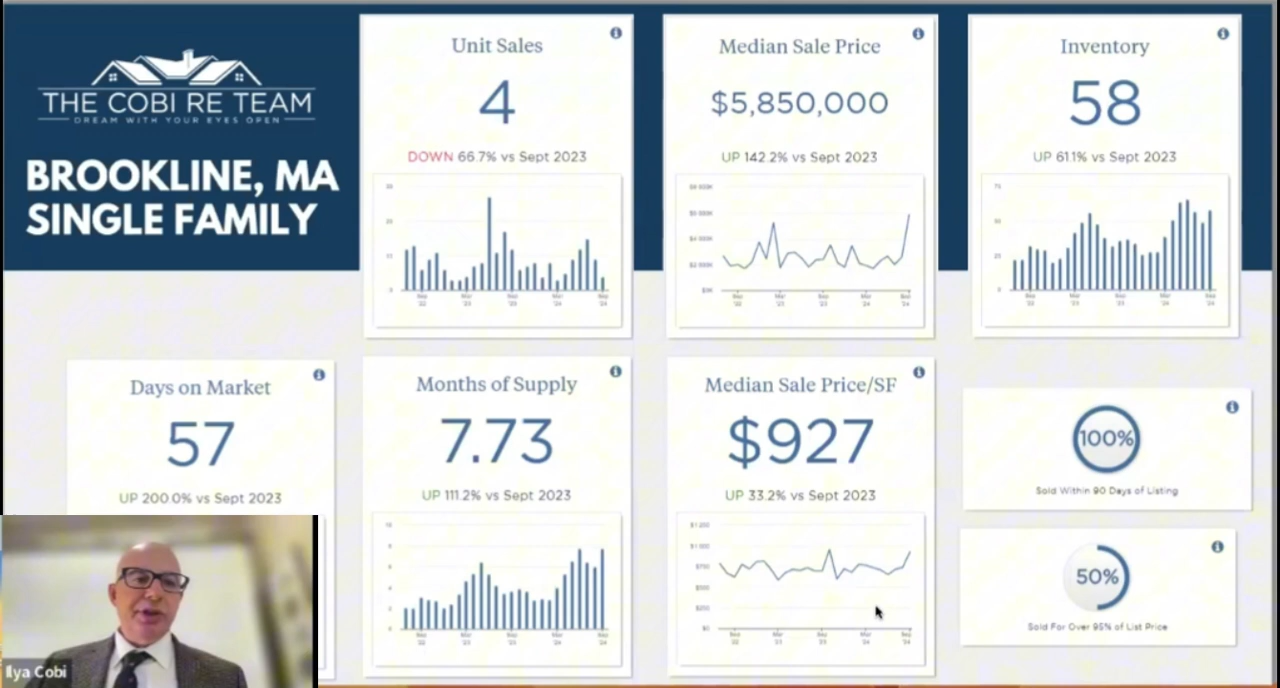 THE COBI RE TEAM
DREAM WITH YOUR EYES OPEN
BROOKLINE, MA
SINGLE FAMILY
Unit Sales
4
DOWN 66.7% vs Sept 2023
Median Sale Price
$5,850,000
UP 142.2% vs Sept 2023
Inventory
58
UP 61.1% vs Sept 2023
Days on Market
57
UP 200.0% vs Sept 2023
Months of Supply
7.73
UP 111.2% vs Sept 2023
Median Sale Price/SF
$927
UP 33.2% vs Sept 2023
100%
Sold Within 90 Days of Listing
50%
Sold For Over 95% of List Price
Ilya Cobi